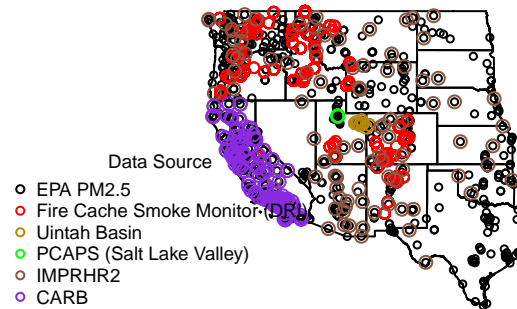 Data Source
EPA PM2.5
Fire Cache Smoke Monitor (DRI)
Uintah Basin
PCAPS (Salt Lake Valley)
IMPRHR2
CARB